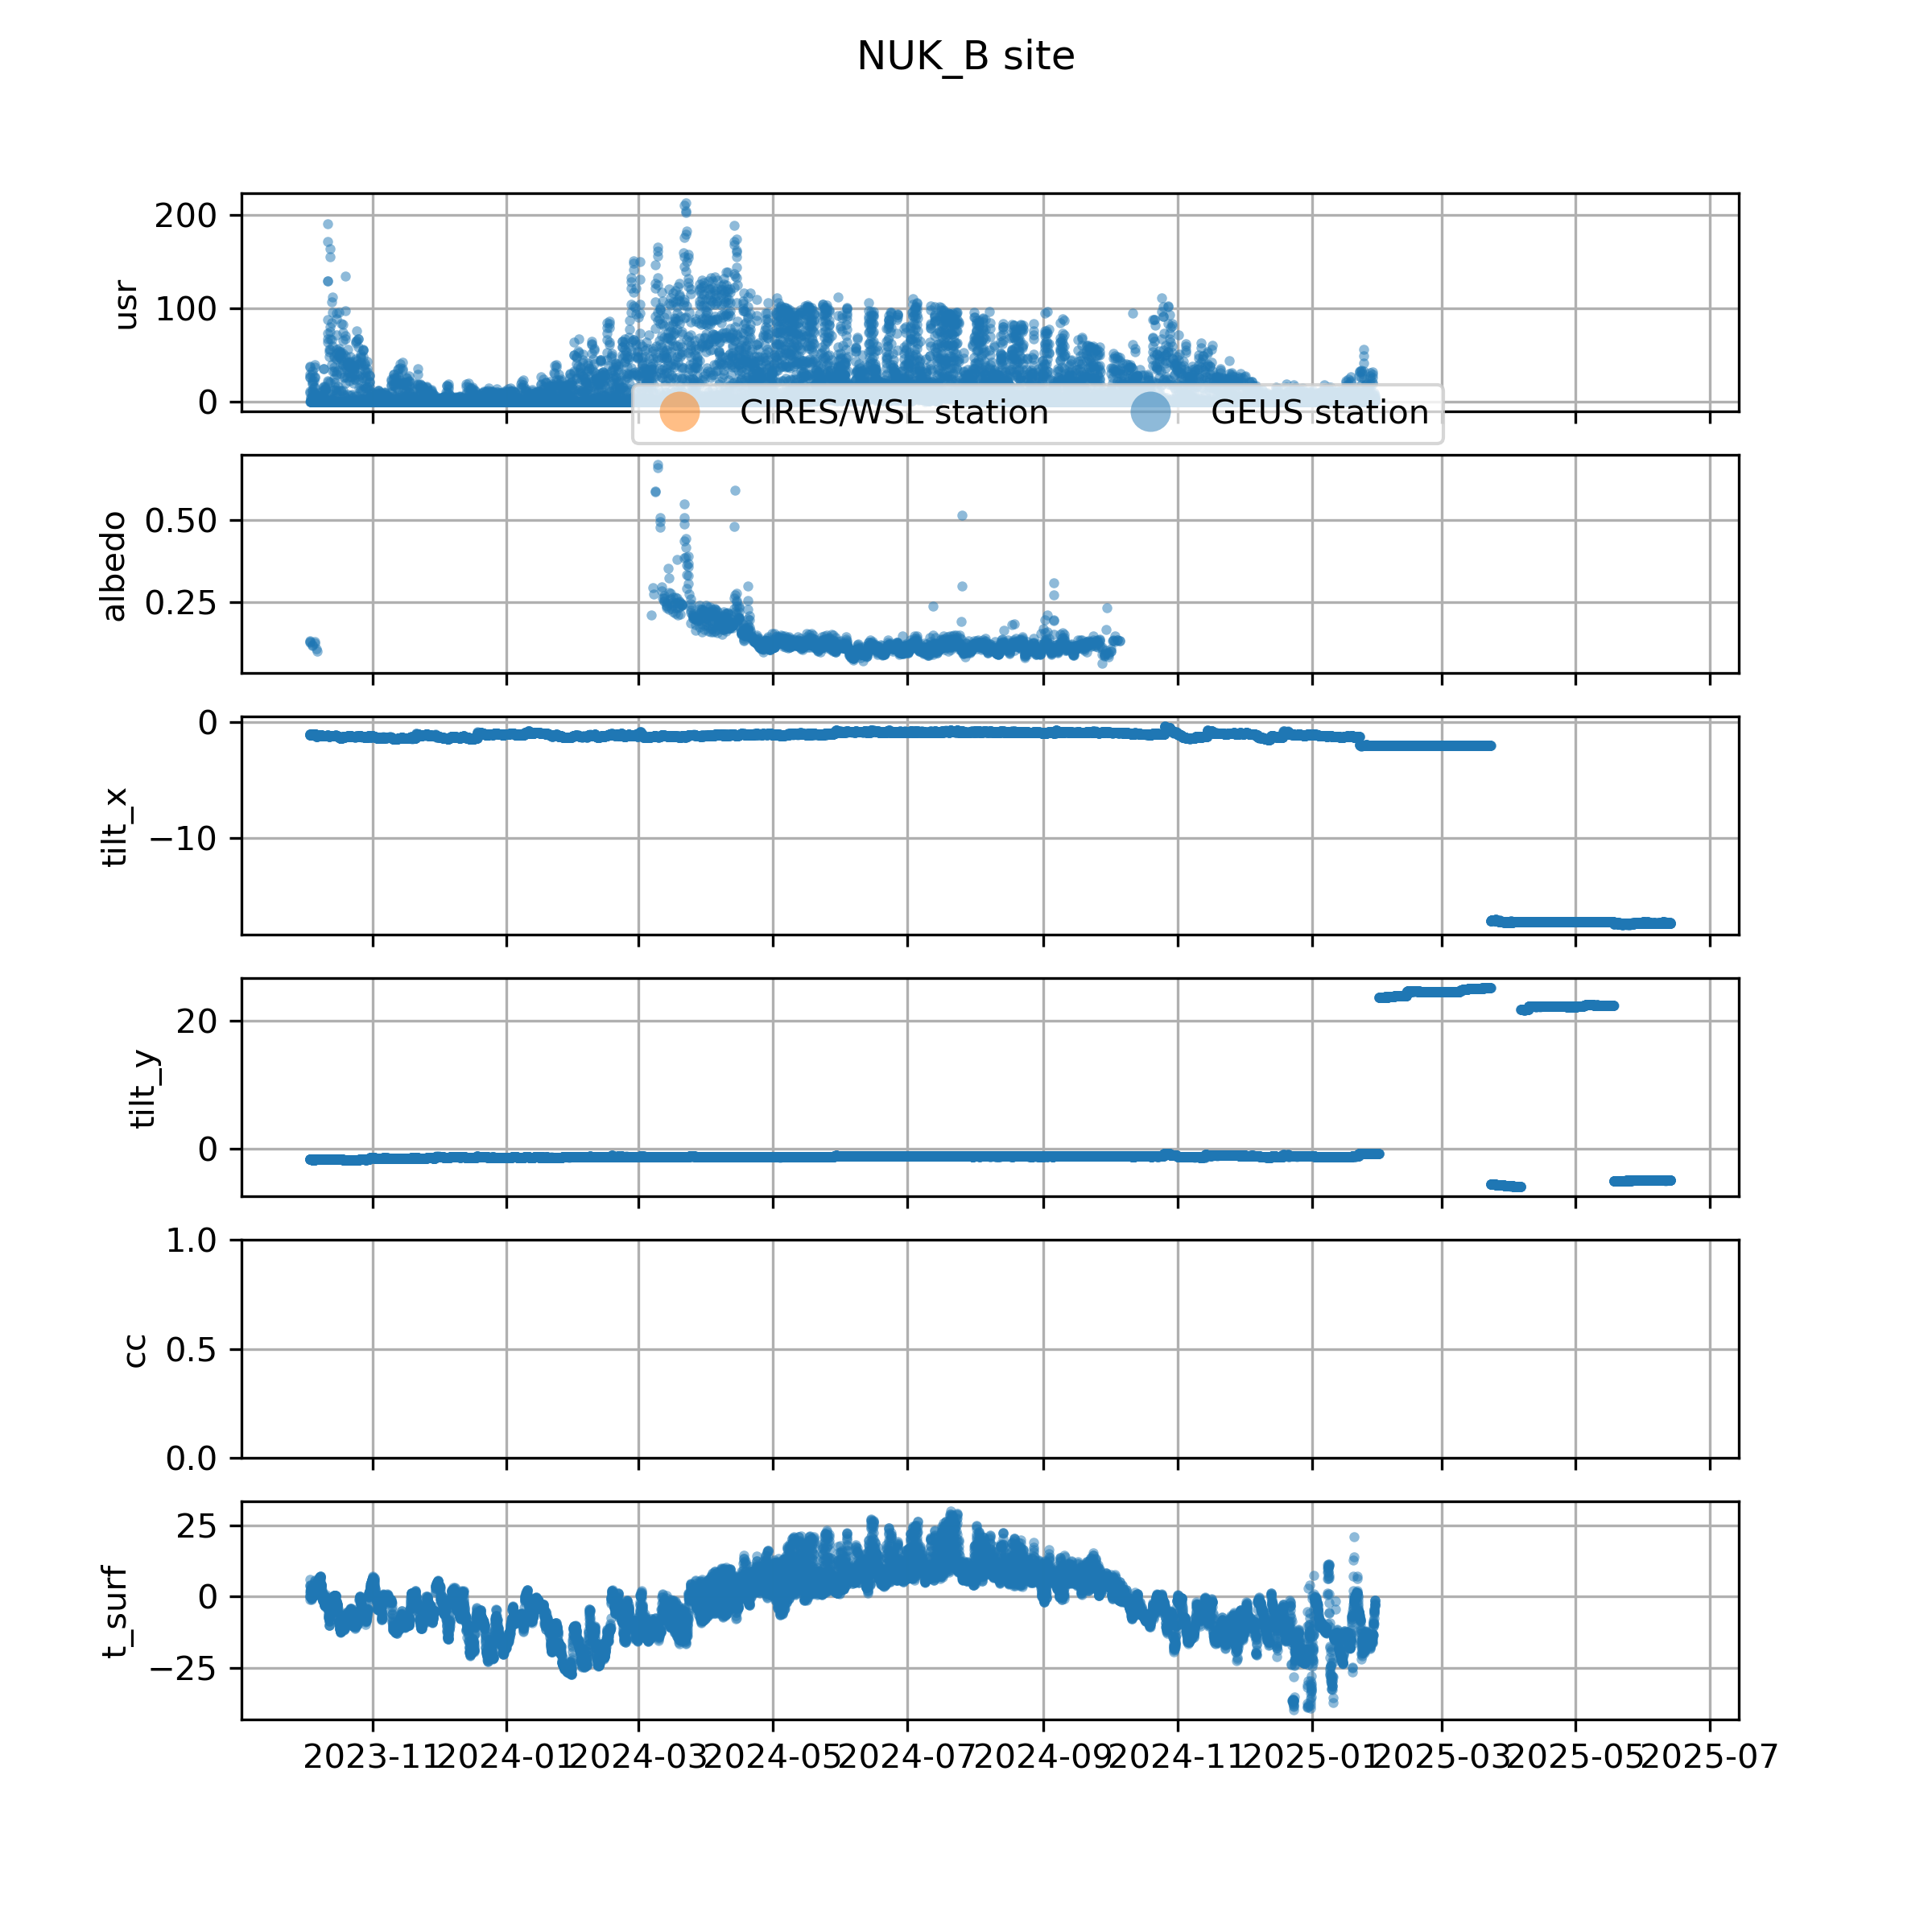 NUK_B site
200
100
0
usr
CIRES/WSL station
GEUS station
0.50
0.25
albedo
0
−10
tilt_x
20
0
tilt_y
1.0
0.5
0.0
cc
25
0
−25
t_surf
2023-11
2024-01
2024-03
2024-05
2024-07
2024-09
2024-11
2025-01
2025-03
2025-05
2025-07